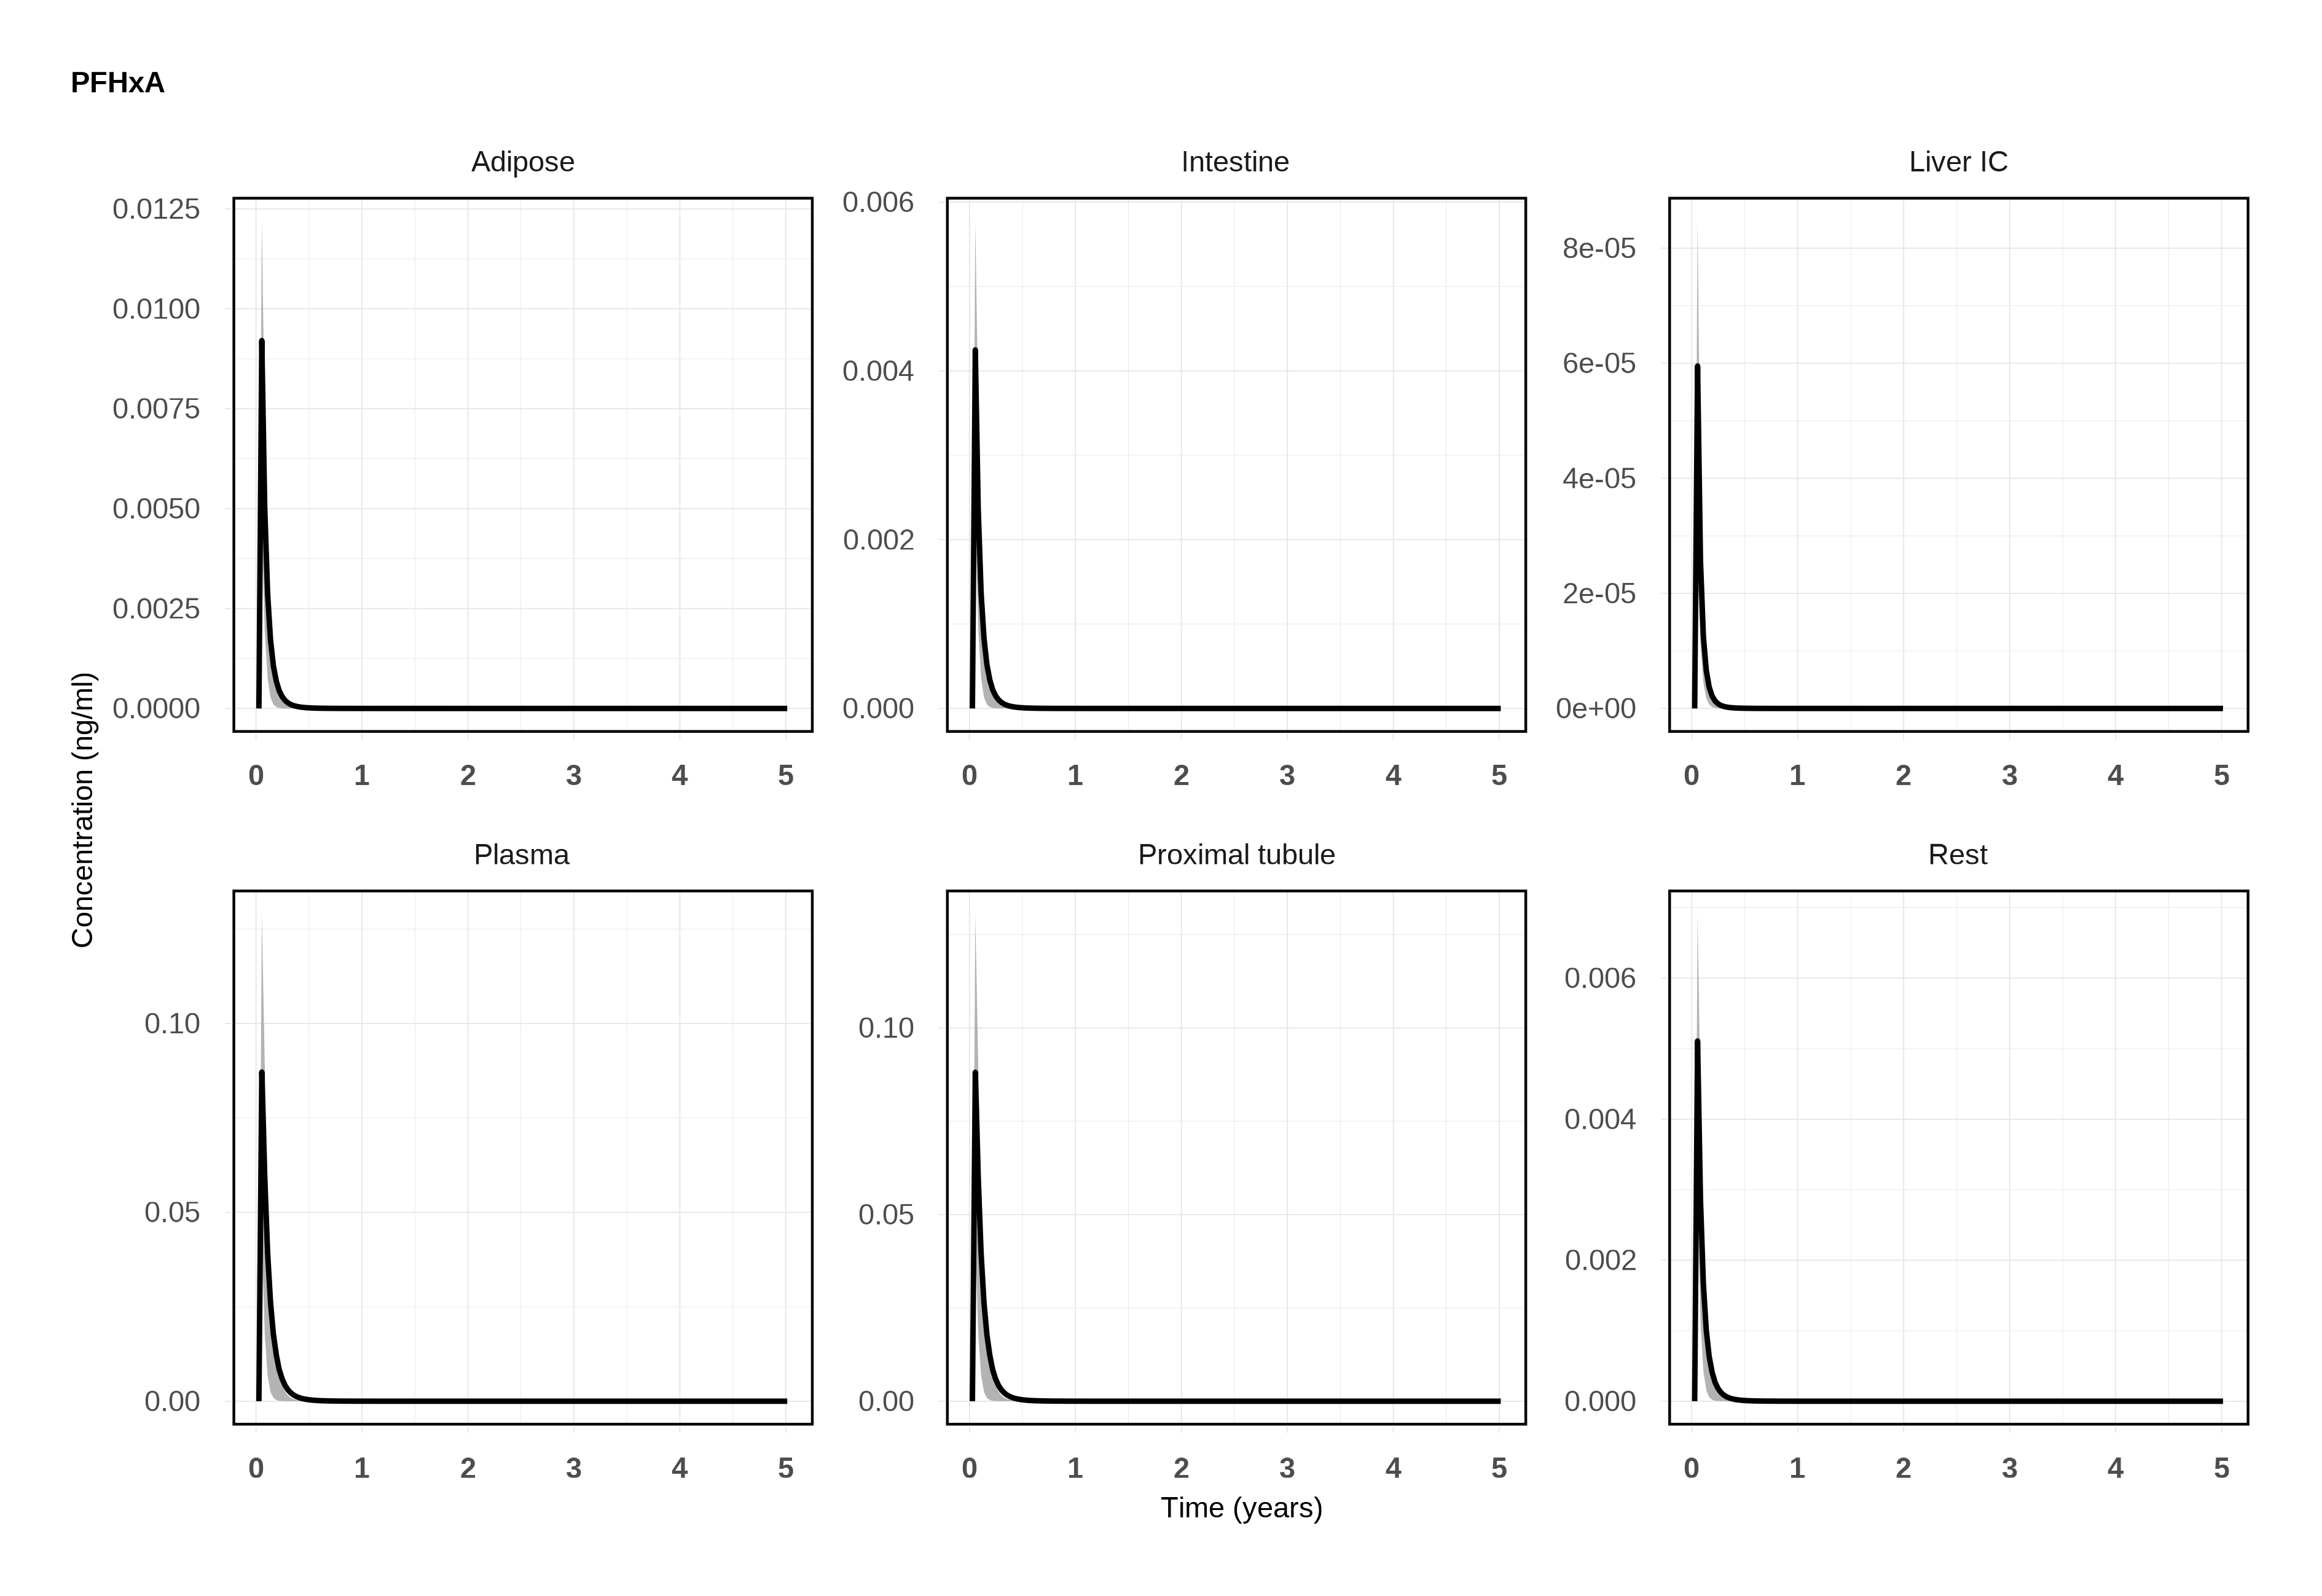 PFHxA
Adipose
Intestine
Liver IC
0.0125
0.0100
0.0075
0.0050
0.0025
0.0000
0.006
0.004
0.002
0.000
8e-05
6e-05
4e-05
2e-05
0e+00
0 1 2 3 4 5
0 1 2 3 4 5
0 1 2 3 4 5
Concentration (ng/ml)
Plasma
Proximal tubule
Rest
0.10
0.05
0.00
0.10
0.05
0.00
0.006
0.004
0.002
0.000
0 1 2 3 4 5
0 1 2 3 4 5
0 1 2 3 4 5
Time (years)